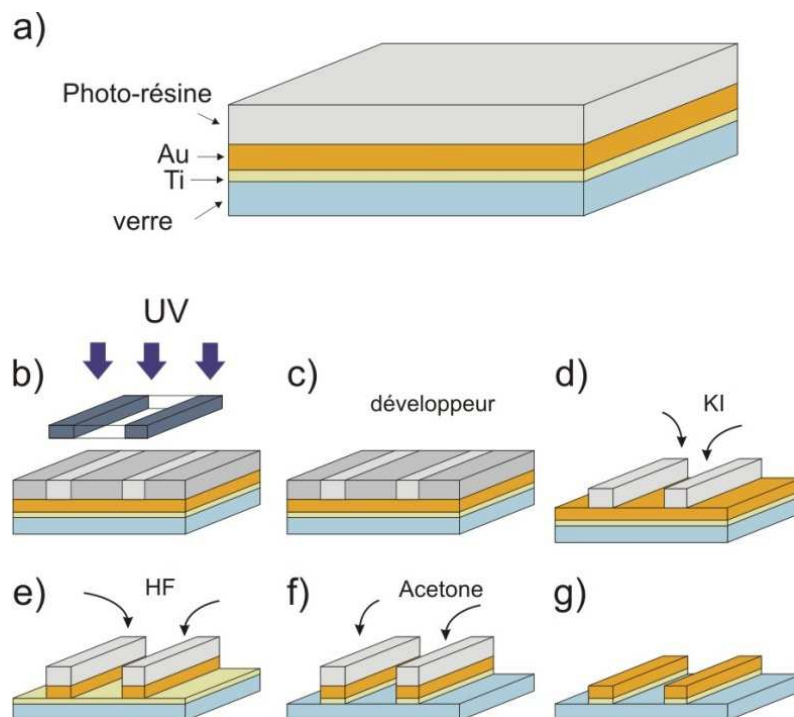 a)
Photo-résine
Au
Ti
verre
UV
b)
c)
développeur
d)
KI
e)
HF
f)
Acetone
g)